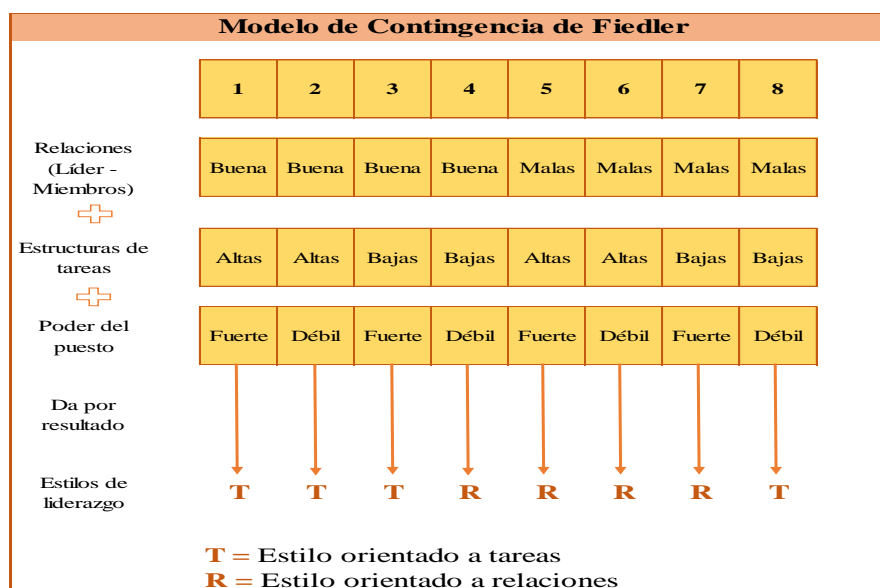 Modelo de Contingencia de Fiedler
1 2 3 4 5 6 7 8
Relaciones
(Líder -
Miembros)
Buena Buena Buena Buena Malas Malas Malas Malas
Estructuras de
tareas
Altas Altas Bajas Bajas Altas Altas Bajas Bajas
Poder del
puesto
Fuerte Débil Fuerte Débil Fuerte Débil Fuerte Débil
Da por
resultado
Estilos de
liderazgo
T T T R R R R T
T = Estilo orientado a tareas
R = Estilo orientado a relaciones